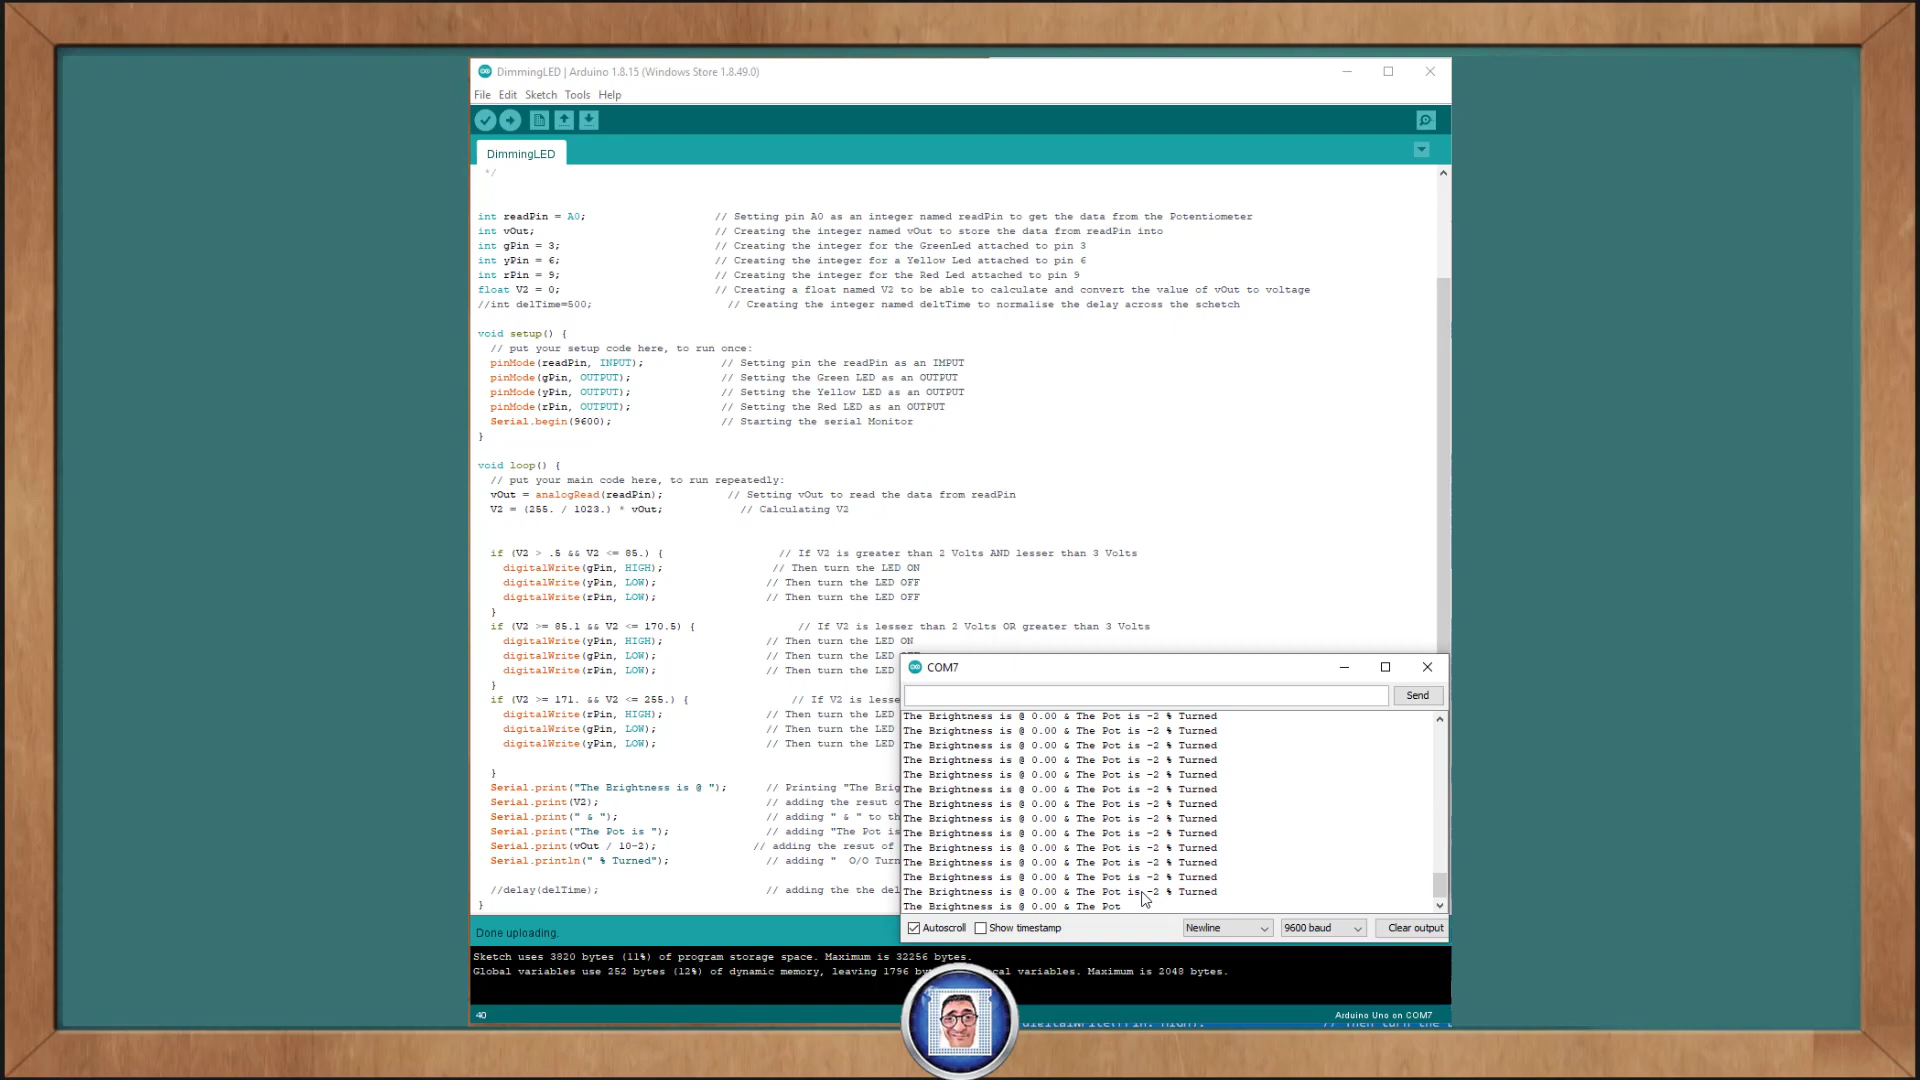 DimmingLED | Arduino 1.8.15 (Windows Store 1.8.49.0)
File Edit Sketch Tools Help
DimmingLED
*/
int readPin = A0; // Setting pin A0 as an integer named readPin to get the data from the Potentiometer
int vOut; // Creating the integer named vOut to store the data from readPin into
int gPin = 3; // Creating the integer for the GreenLed attached to pin 3
int yPin = 6; // Creating the integer for a Yellow Led attached to pin 6
int rPin = 9; // Creating the integer for the Red Led attached to pin 9
float V2 = 0; // Creating a float named V2 to be able to calculate and convert the value of vOut to voltage
//int delTime=500; // Creating the integer named deltTime to normalise the delay across the schetch
void setup() {
// put your setup code here, to run once:
pinMode(readPin, INPUT); // Setting pin the readPin as an IMPUT
pinMode(gPin, OUTPUT); // Setting the Green LED as an OUTPUT
pinMode(yPin, OUTPUT); // Setting the Yellow LED as an OUTPUT
pinMode(rPin, OUTPUT); // Setting the Red LED as an OUTPUT
Serial.begin(9600); // Starting the serial Monitor
}
void loop() {
// put your main code here, to run repeatedly:
vOut = analogRead(readPin); // Setting vOut to read the data from readPin
V2 = (255. / 1023.) * vOut; // Calculating V2
if (V2 > .5 && V2 <= 85.) { // If V2 is greater than 2 Volts AND lesser than 3 Volts
digitalWrite(gPin, HIGH); // Then turn the LED ON
digitalWrite(yPin, LOW); // Then turn the LED OFF
digitalWrite(rPin, LOW); // Then turn the LED OFF
}
if (V2 >= 85.1 && V2 <= 170.5) { // If V2 is lesser than 2 Volts OR greater than 3 Volts
digitalWrite(yPin, HIGH); // Then turn the LED ON
digitalWrite(gPin, LOW); // Then turn the LED
digitalWrite(rPin, LOW); // Then turn the LED
}
if (V2 >= 171. && V2 <= 255.) { // If V2 is lesse
digitalWrite(rPin, HIGH); // Then turn the LED
digitalWrite(gPin, LOW); // Then turn the LED
digitalWrite(yPin, LOW); // Then turn the LED
}
Serial.print("The Brightness is @ "); // Printing "The Brig
Serial.print(V2); // adding the resut o
Serial.print(" & "); // adding " & " to th
Serial.print("The Pot is "); // adding "The Pot is
Serial.print(vOut / 10-2); // adding the resut of
Serial.println(" % Turned"); // adding " O/O Turn
//delay(delTime); // adding the the del
}
COM7
Send
The Brightness is @ 0.00 & The Pot is -2 % Turned
The Brightness is @ 0.00 & The Pot is -2 % Turned
The Brightness is @ 0.00 & The Pot is -2 % Turned
The Brightness is @ 0.00 & The Pot is -2 % Turned
The Brightness is @ 0.00 & The Pot is -2 % Turned
The Brightness is @ 0.00 & The Pot is -2 % Turned
The Brightness is @ 0.00 & The Pot is -2 % Turned
The Brightness is @ 0.00 & The Pot is -2 % Turned
The Brightness is @ 0.00 & The Pot is -2 % Turned
The Brightness is @ 0.00 & The Pot is -2 % Turned
The Brightness is @ 0.00 & The Pot is -2 % Turned
The Brightness is @ 0.00 & The Pot is -2 % Turned
The Brightness is @ 0.00 & The Pot is -2 % Turned
The Brightness is @ 0.00 & The Pot
Autoscroll Show timestamp Newline 9600 baud Clear output
Done uploading.
Sketch uses 3820 bytes (11%) of program storage space. Maximum is 32256 bytes.
Global variables use 252 bytes (12%) of dynamic memory, leaving 1796 by cal variables. Maximum is 2048 bytes.
40 Arduino Uno on COM7